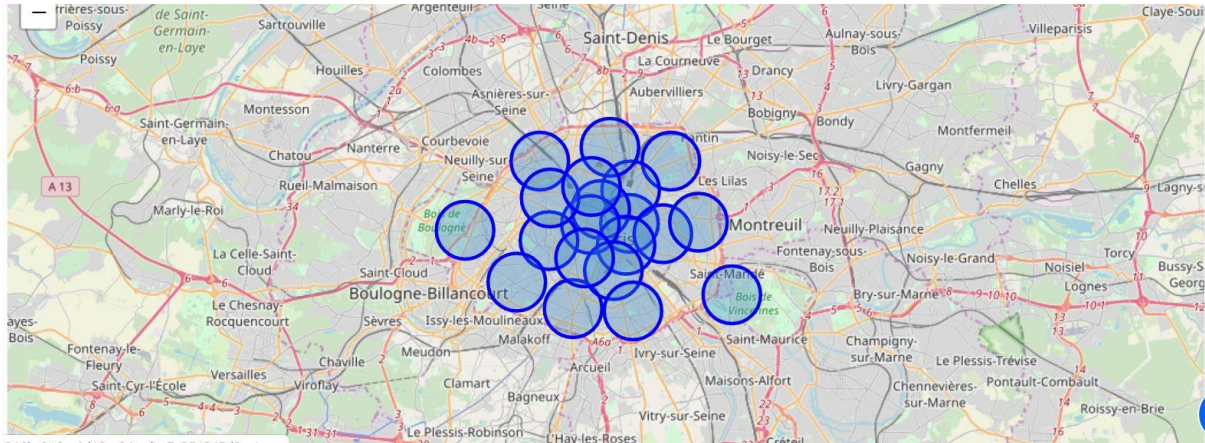 −
de Saint-
Germain-
en-Laye
Poissy
Poissy
Sartrouville
Argenteuil
Saint-Denis
Le Bourget
Aulnay-sous-
Bois
Villeparisis
Houilles
Colombes
La Courneuve
Drancy
Montesson
Asnières-sur-
Seine
Aubervilliers
Livry-Gargan
Saint-Germain-
en-Laye
Bobigny
Bondy
Montfermeil
Chatou
Nanterre
Courbevoie
Neuilly-sur-
Seine
Noisy-le-Sec
Gagny
A 13
Rueil-Malmaison
Les Lilas
Chelles
Marly-le-Roi
Montreuil
Neuilly-Plaisance
La Celle-Saint-
Cloud
Saint-Cloud
Saint-Mandé
Fontenay-sous-
Bois
Noisy-le-Grand
Torcy
Noisiel
Lognes
Le Chesnay-
Rocquencourt
Boulogne-Billancourt
Bois de
Vincennes
Bry-sur-Marne
Sèvres
Issy-les-Moulineaux
Malakoff
Saint-Maurice
Champigny-
sur-Marne
Fontenay-le-
Fleury
Chaville
Meudon
Arcueil
Ivry-sur-Seine
Le Plessis-Trévise
Versailles
Saint-Cyr-l'École
Viroflay
Clamart
Bagneux
Maisons-Alfort
Chennevières-
sur-Marne
Pontault-Combault
Le Plessis-Robinson
L'Haÿ-les-Roses
Vitry-sur-Seine
Créteil
Roissy-en-Brie